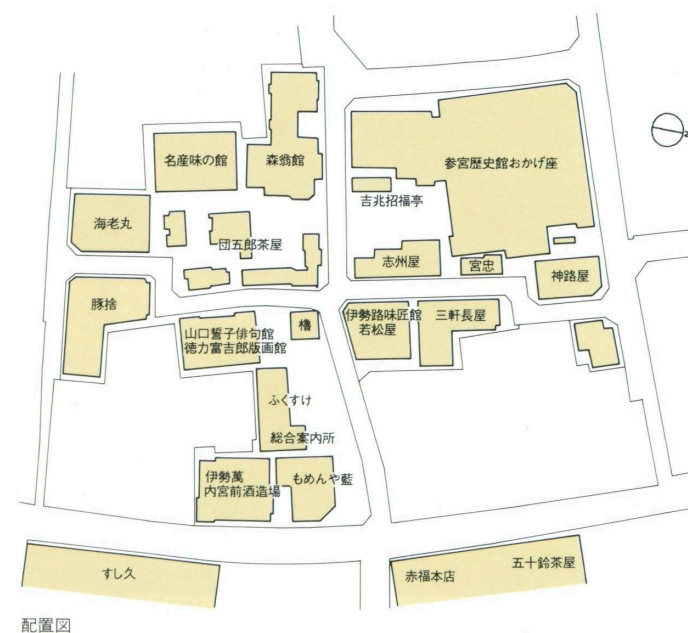 名産味の館
森翁館
参宮歴史館おかげ座
吉兆招福亭
海老丸
団五郎茶屋
志州屋
宮忠
神路屋
豚捨
山口誓子俳句館
徳力富吉郎版画館
櫓
伊勢路味匠館
若松屋
三軒長屋
ふくすけ
総合案内所
伊勢萬
内宮前酒造場
もめんや藍
すし久
赤福本店
五十鈴茶屋
配置図